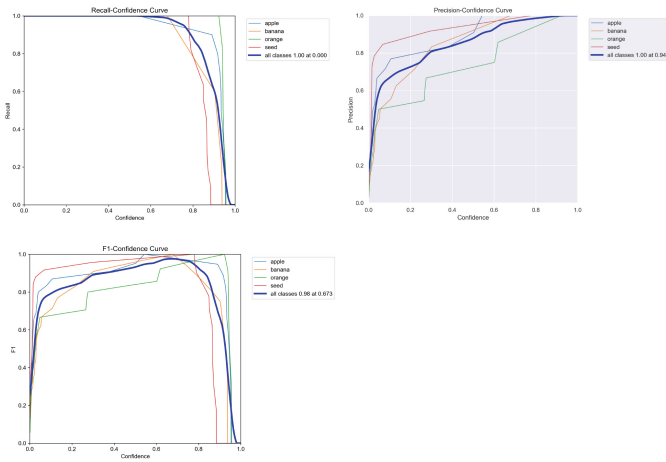 Recall-Confidence Curve
1.0
0.8
0.6
0.4
0.2
0.0
Recall
0.0 0.2 0.4 0.6 0.8 1.0
Confidence
apple
banana
orange
seed
all classes 1.00 at 0.000
Precision-Confidence Curve
1.0
0.8
0.6
0.4
0.2
0.0
Precision
0.0 0.2 0.4 0.6 0.8 1.0
Confidence
apple
banana
orange
seed
all classes 1.00 at 0.94
F1-Confidence Curve
1.0
0.8
0.6
0.4
0.2
0.0
F1
0.0 0.2 0.4 0.6 0.8 1.0
Confidence
apple
banana
orange
seed
all classes 0.98 at 0.673